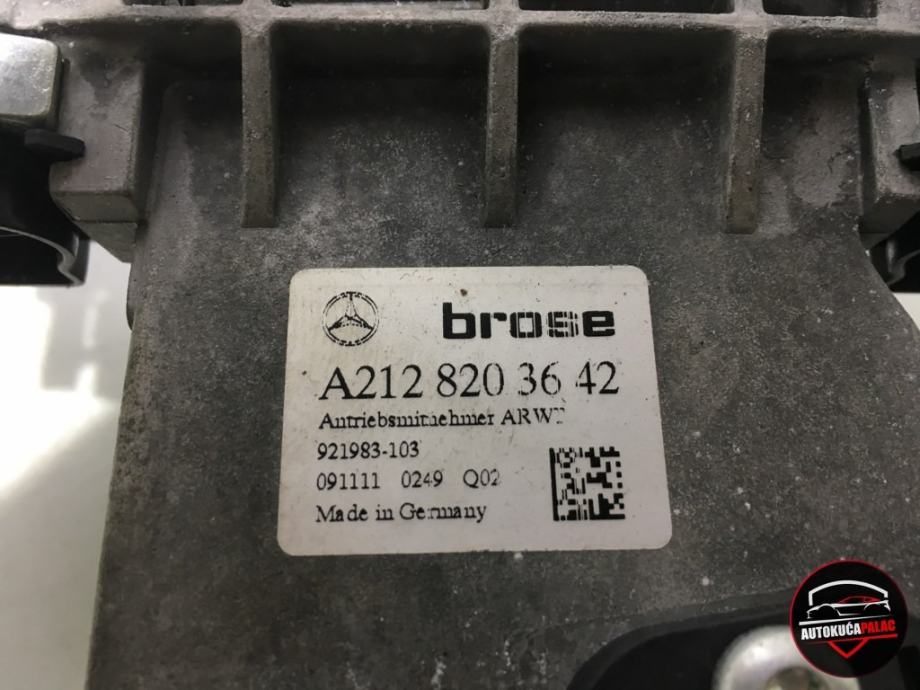 brose
A212 820 36 42
Antriebsmitnehmer ARWT
921983-103
091111 0249 Q02
Made in Germany
AUTOKUĆAPALAC